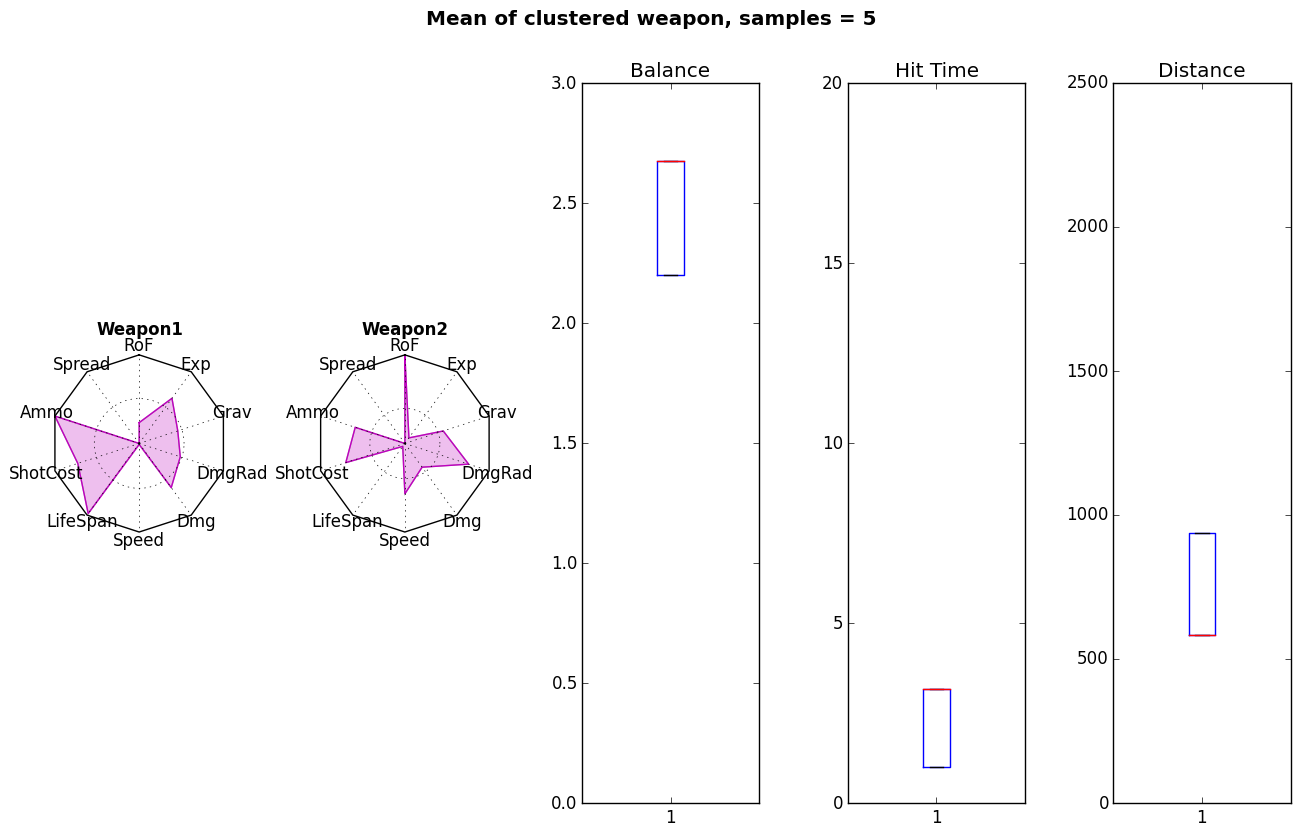 Mean of clustered weapon, samples = 5
Weapon1
RoF
Spread
Exp
Ammo
Grav
ShotCost
DmgRad
LifeSpan
Dmg
Speed
Weapon2
RoF
Spread
Exp
Ammo
Grav
ShotCost
DmgRad
LifeSpan
Dmg
Speed
Balance
3.0
2.5
2.0
1.5
1.0
0.5
0.0
1
Hit Time
20
15
10
5
0
1
Distance
2500
2000
1500
1000
500
0
1